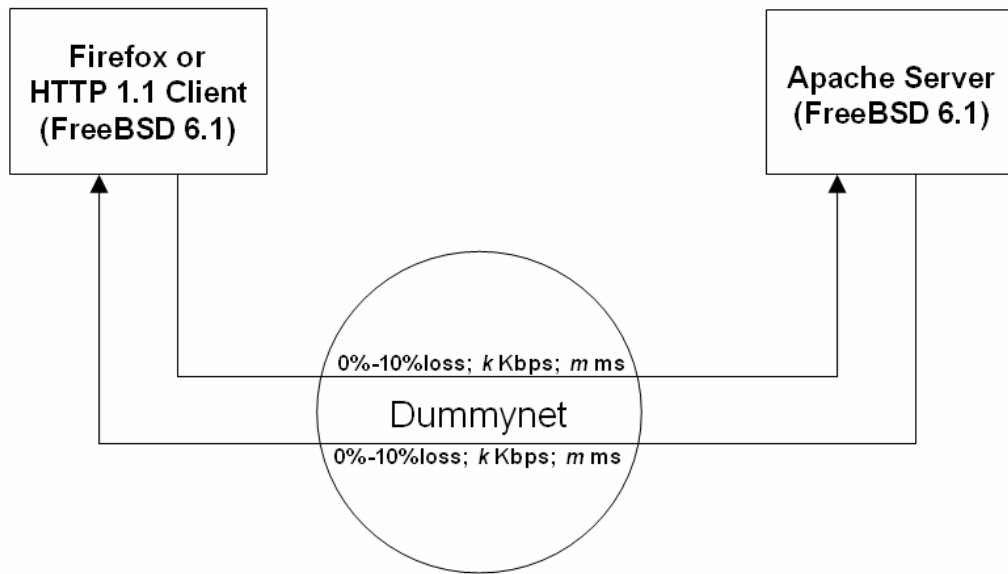 Firefox or
HTTP 1.1 Client
(FreeBSD 6.1)
Apache Server
(FreeBSD 6.1)
0%-10%loss; k Kbps; m ms
Dummynet
0%-10%loss; k Kbps; m ms